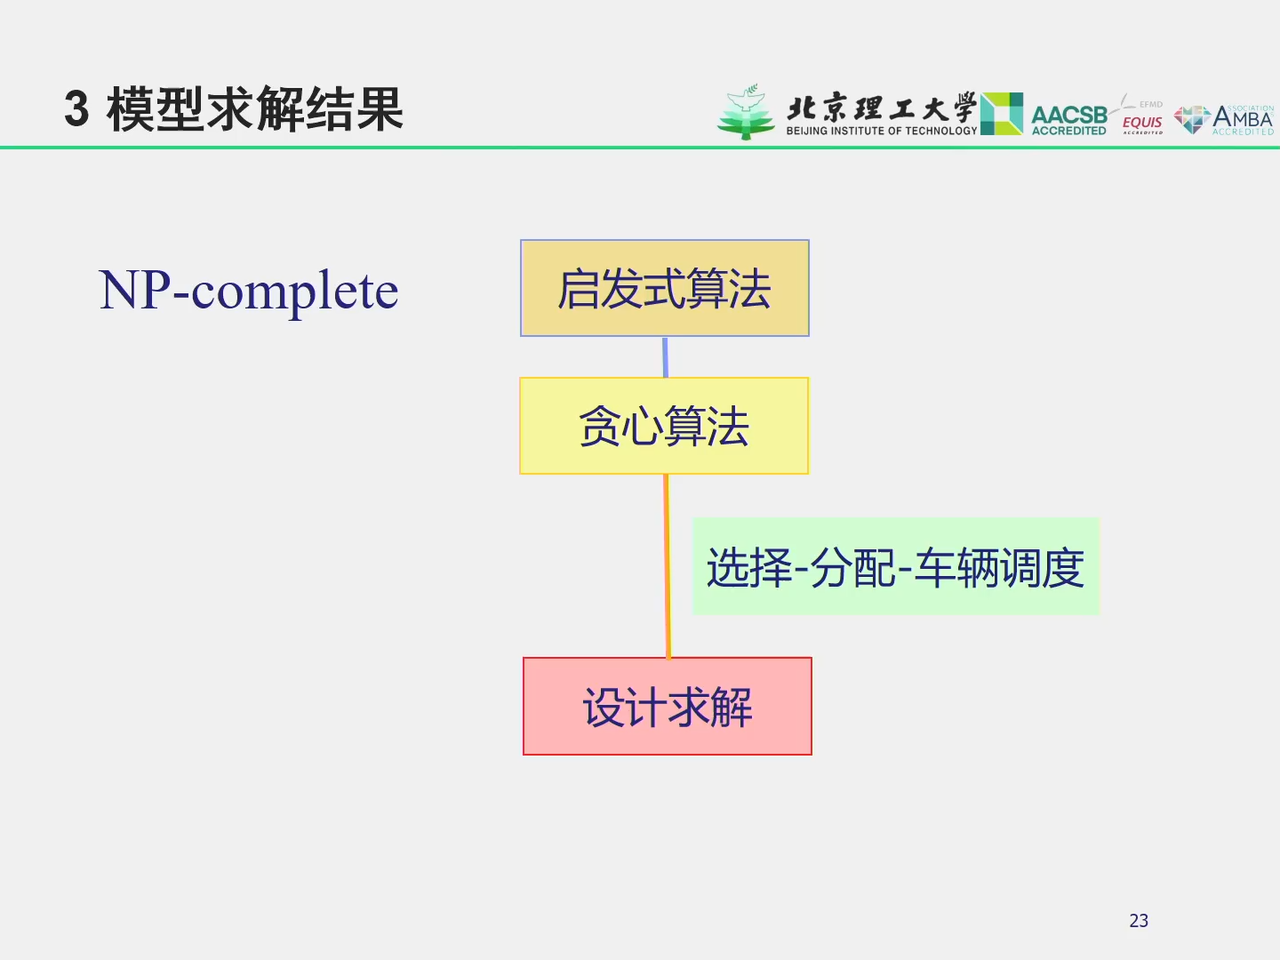 3 模型求解结果
北京理工大学
BEIJING INSTITUTE OF TECHNOLOGY
AACSB
ACCREDITED
EFMD
EQUIS
ACCREDITED
ASSOCIATION
AMBA
ACCREDITED
NP-complete
启发式算法
贪心算法
选择-分配-车辆调度
设计求解
23